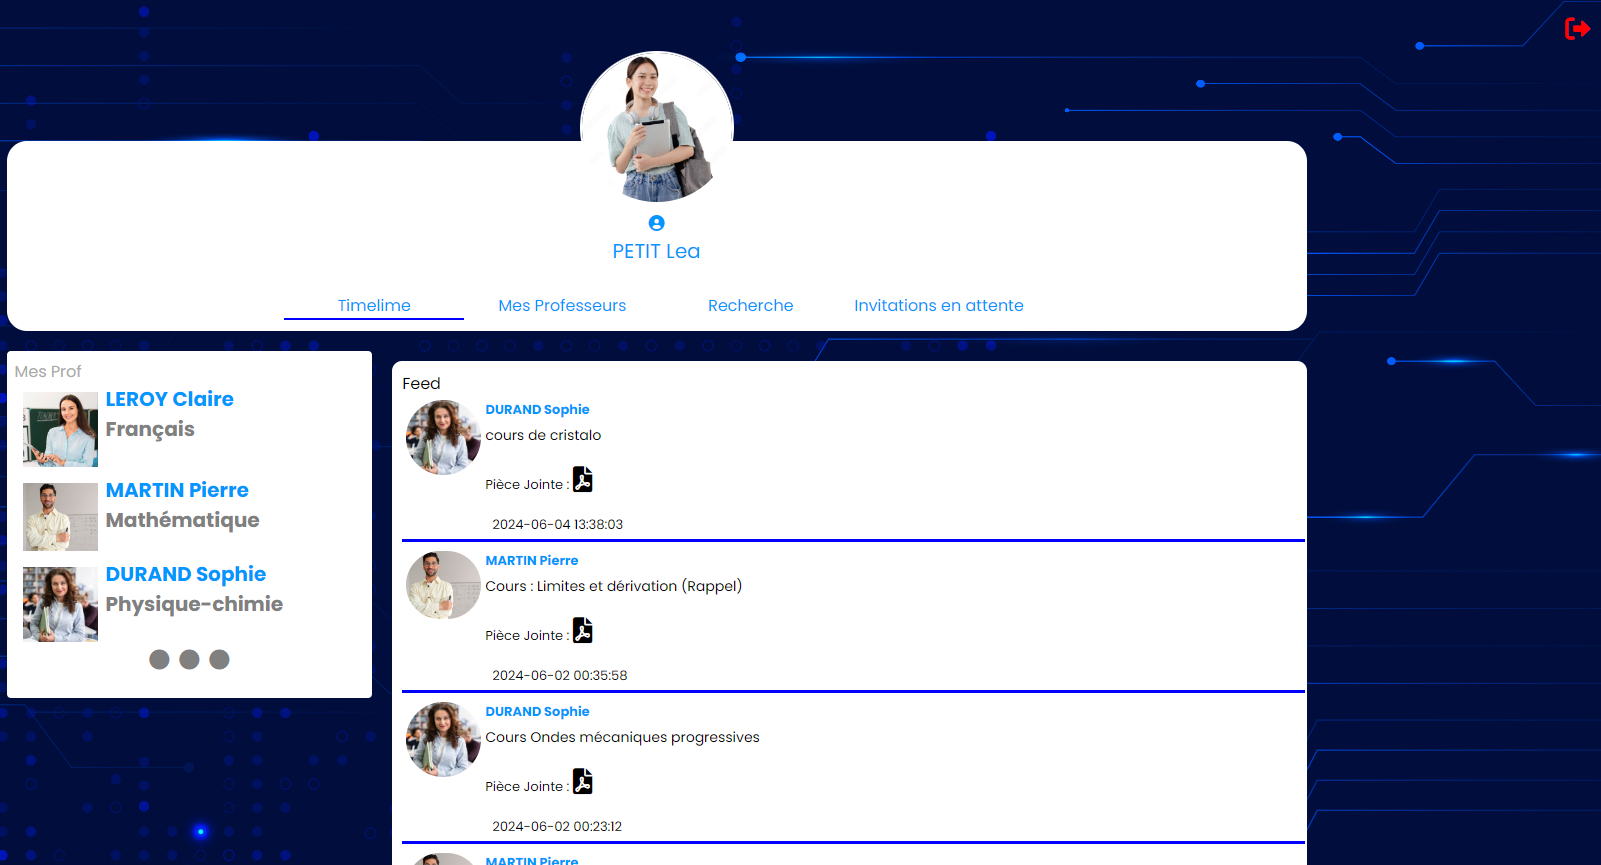 PETIT Lea
Timelime
Mes Professeurs
Recherche
Invitations en attente
Mes Prof
LEROY Claire
Français
MARTIN Pierre
Mathématique
DURAND Sophie
Physique-chimie
Feed
DURAND Sophie
cours de cristalo
Pièce Jointe :
2024-06-04 13:38:03
MARTIN Pierre
Cours : Limites et dérivation (Rappel)
Pièce Jointe :
2024-06-02 00:35:58
DURAND Sophie
Cours Ondes mécaniques progressives
Pièce Jointe :
2024-06-02 00:23:12
MARTIN Pierre